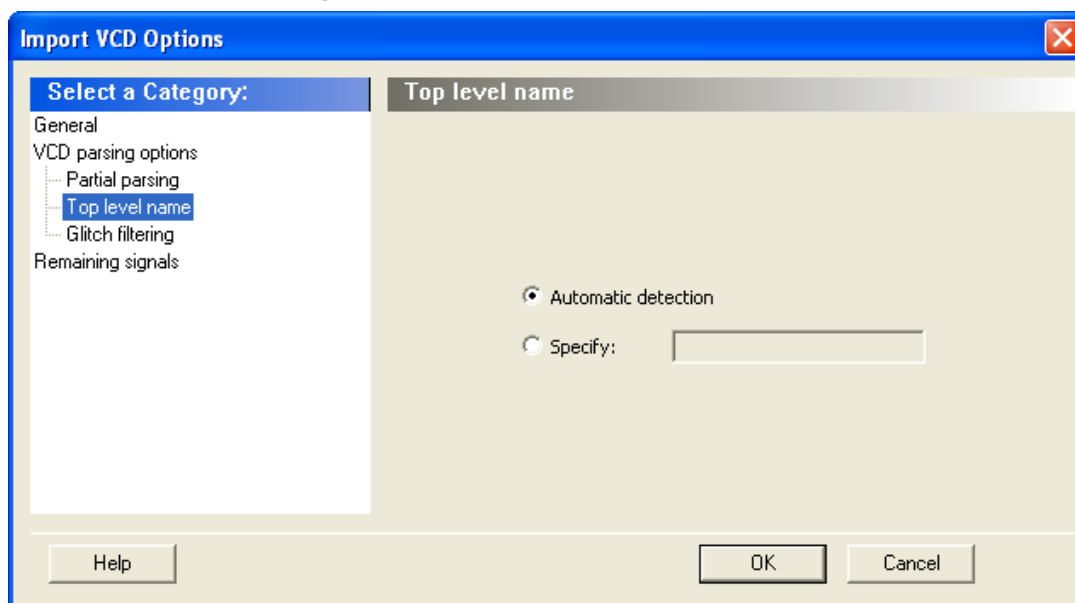 Import VCD Options
Select a Category:
General
VCD parsing options
Partial parsing
Top level name
Glitch filtering
Remaining signals
Top level name
Automatic detection
Specify:
Help
OK
Cancel